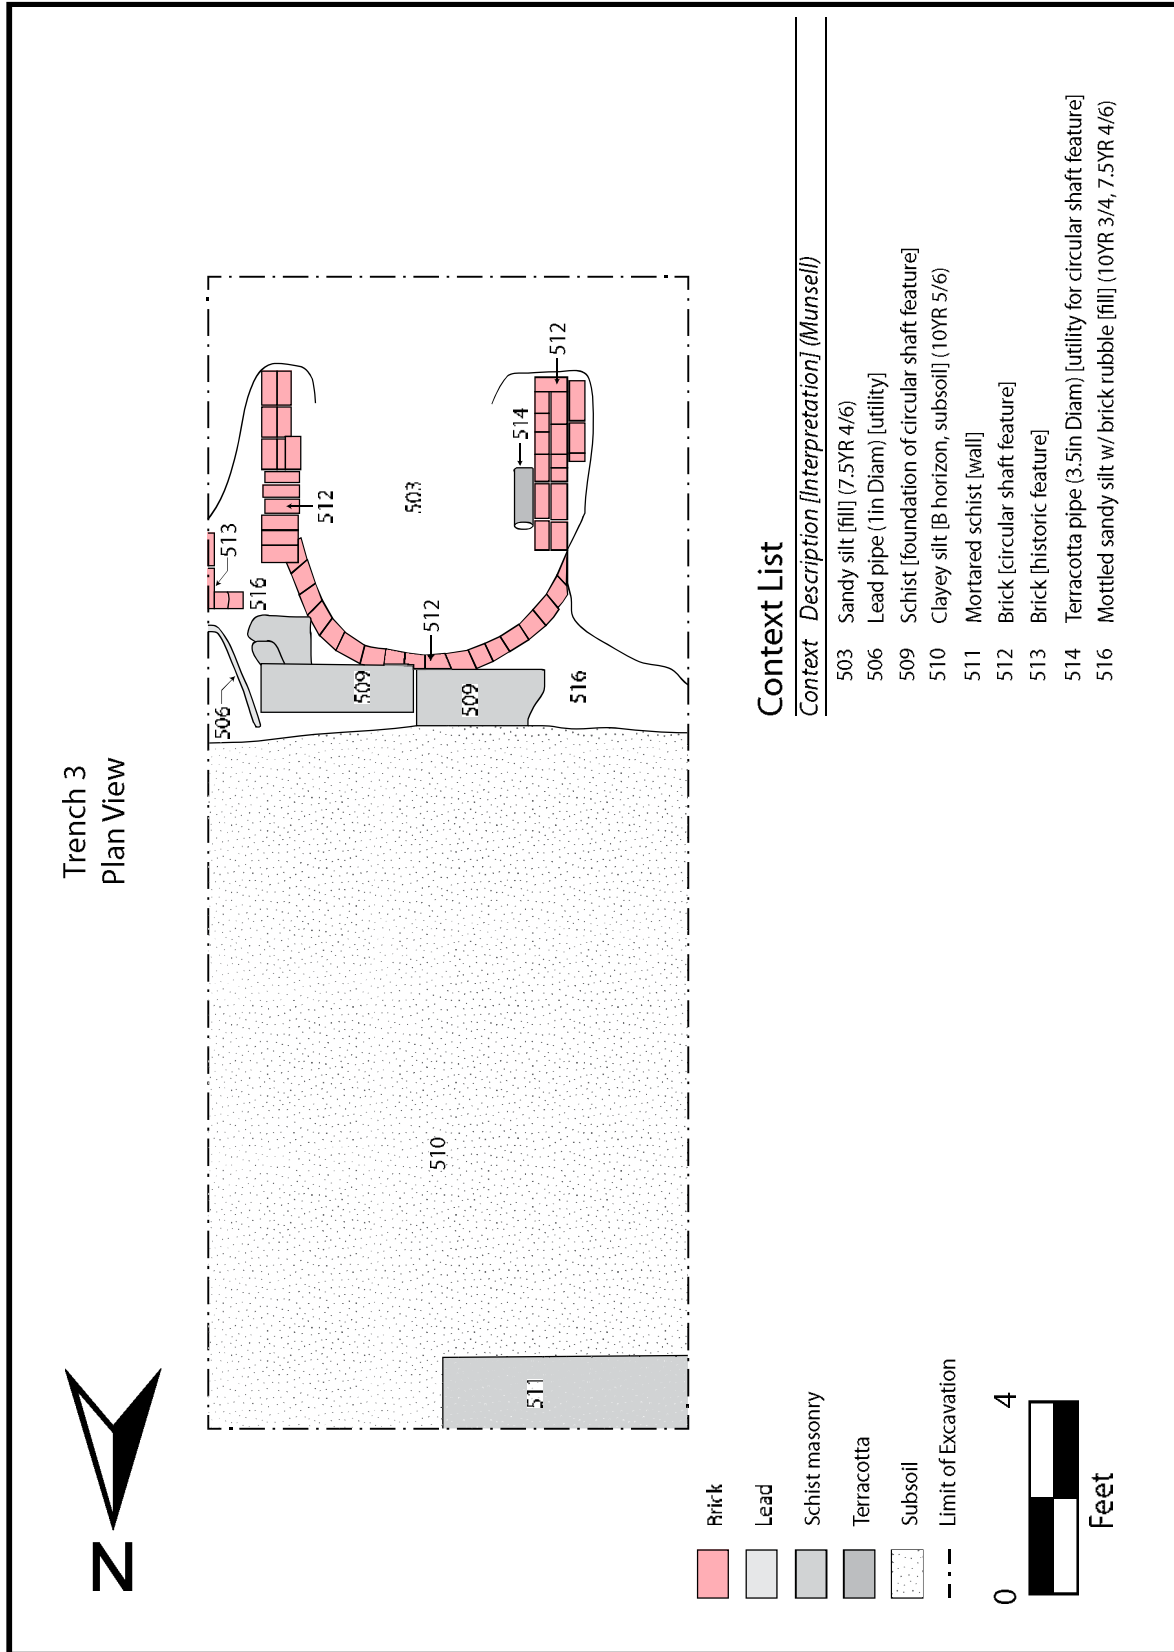 Trench 3
Plan View
N
506
513
516
512
509
512
503
514
512
509
516
510
511
Brick
Lead
Schist masonry
Terracotta
Subsoil
Limit of Excavation
0 4
Feet
Context List
Context Description [Interpretation] (Munsell)
503 Sandy silt [fill] (7.5YR 4/6)
506 Lead pipe (1in Diam) [utility]
509 Schist [foundation of circular shaft feature]
510 Clayey silt [B horizon, subsoil] (10YR 5/6)
511 Mortared schist [wall]
512 Brick [circular shaft feature]
513 Brick [historic feature]
514 Terracotta pipe (3.5in Diam) [utility for circular shaft feature]
516 Mottled sandy silt w/ brick rubble [fill] (10YR 3/4, 7.5YR 4/6)